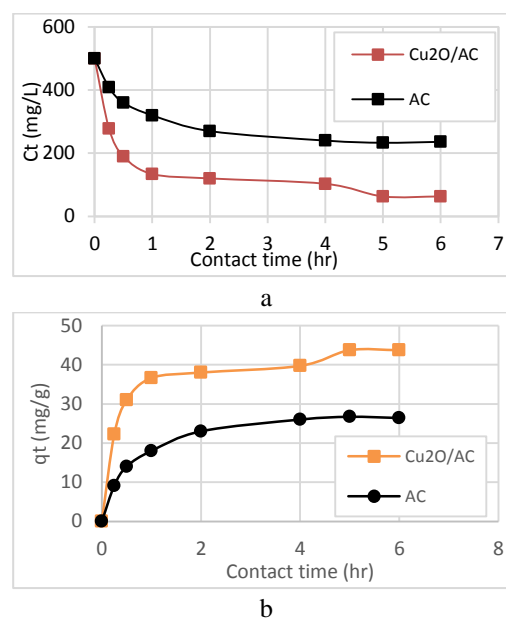 600
400
200
0
Ct (mg/L)
Cu2O/AC
AC
0 1 2 3 4 5 6 7
Contact time (hr)
a
50
40
30
20
10
0
qt (mg/g)
Cu2O/AC
AC
0 2 4 6 8
Contact time (hr)
b